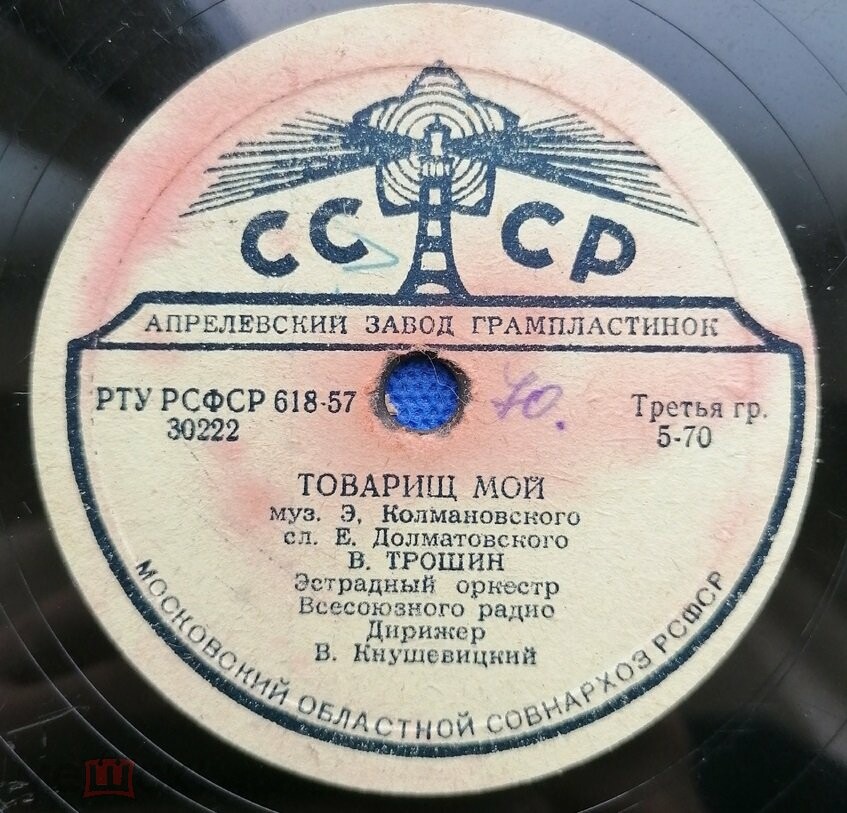 СССР
АПРЕЛЕВСКИЙ ЗАВОД ГРАМПЛАСТИНОК
РТУ РСФСР 618-57
30222
70.
Третья гр.
5-70
ТОВАРИЩ МОЙ
муз. Э. Колмановского
сл. Е. Долматовского
В. ТРОШИН
Эстрадный оркестр
Всесоюзного радио
Дирижер
В. Кнушевицкий
МОСКОВСКИЙ ОБЛАСТНОЙ СОВНАРХОЗ РСФСР